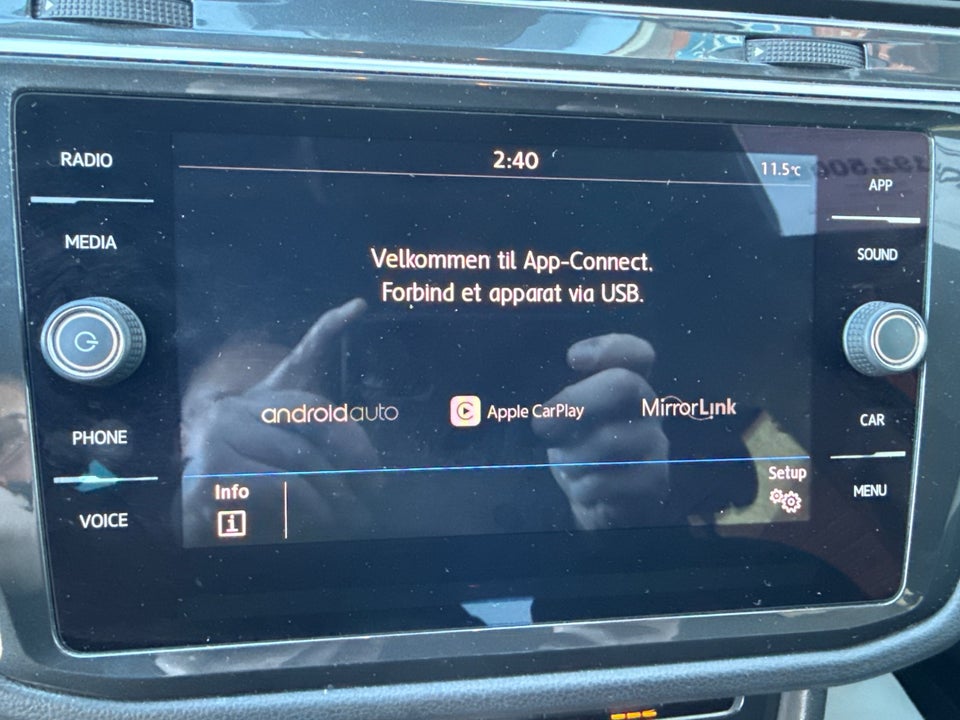 RADIO
MEDIA
PHONE
VOICE
2:40
11.5°C
Velkommen til App-Connect.
Forbind et apparat via USB.
androidauto
Apple CarPlay
MirrorLink
Info
i
Setup
APP
SOUND
CAR
MENU